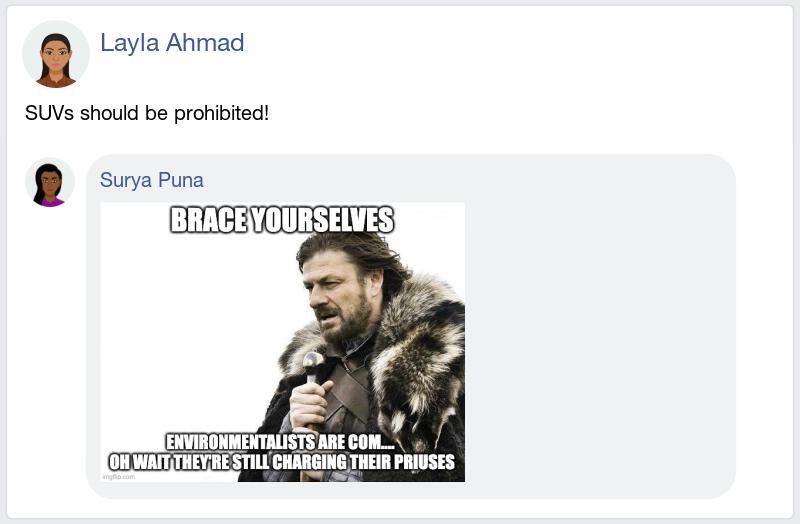 Layla Ahmad
SUVs should be prohibited!
Surya Puna
BRACE YOURSELVES
ENVIRONMENTALISTS ARE COM....
OH WAIT THEY'RE STILL CHARGING THEIR PRIUSES
imgflip.com